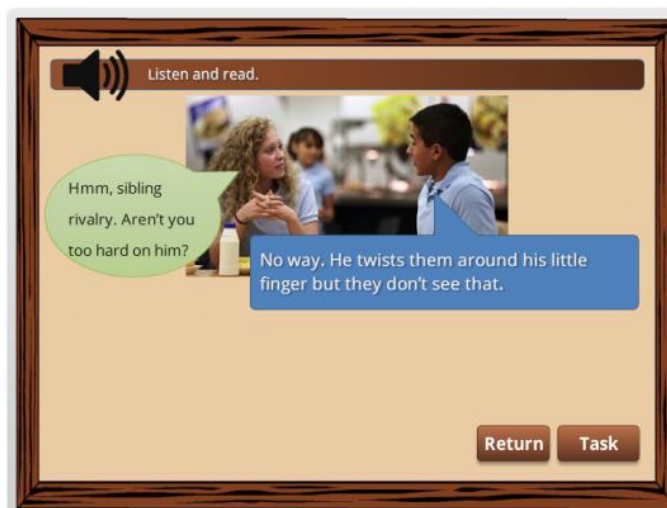 Listen and read.
Hmm, sibling
rivalry. Aren't you
too hard on him?
No way. He twists them around his little
finger but they don't see that.
Return
Task